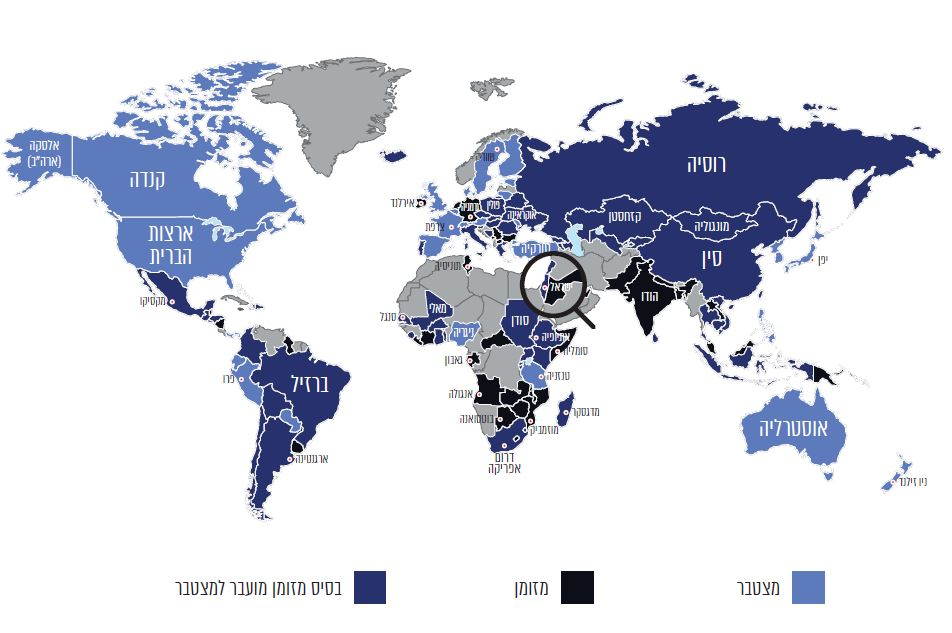 אלסקה
(ארה"ב)
קנדה
ארצות
הברית
מקסיקו
פרו
ברזיל
ארגנטינה
אירלנד
שוודיה
גרמניה
פולין
אוקראינה
צרפת
טורקיה
תוניסיה
ישראל
רוסיה
קזחסטן
מונגוליה
סין
יפן
הודו
סנגל
מאלי
ניגריה
סודן
אתיופיה
סומליה
גאבון
טנזניה
אנגולה
מדגסקר
בוטסואנה
מוזמביק
דרום
אפריקה
אוסטרליה
ניו זילנד
מצטבר
מזומן
בסיס מזומן מועבר למצטבר